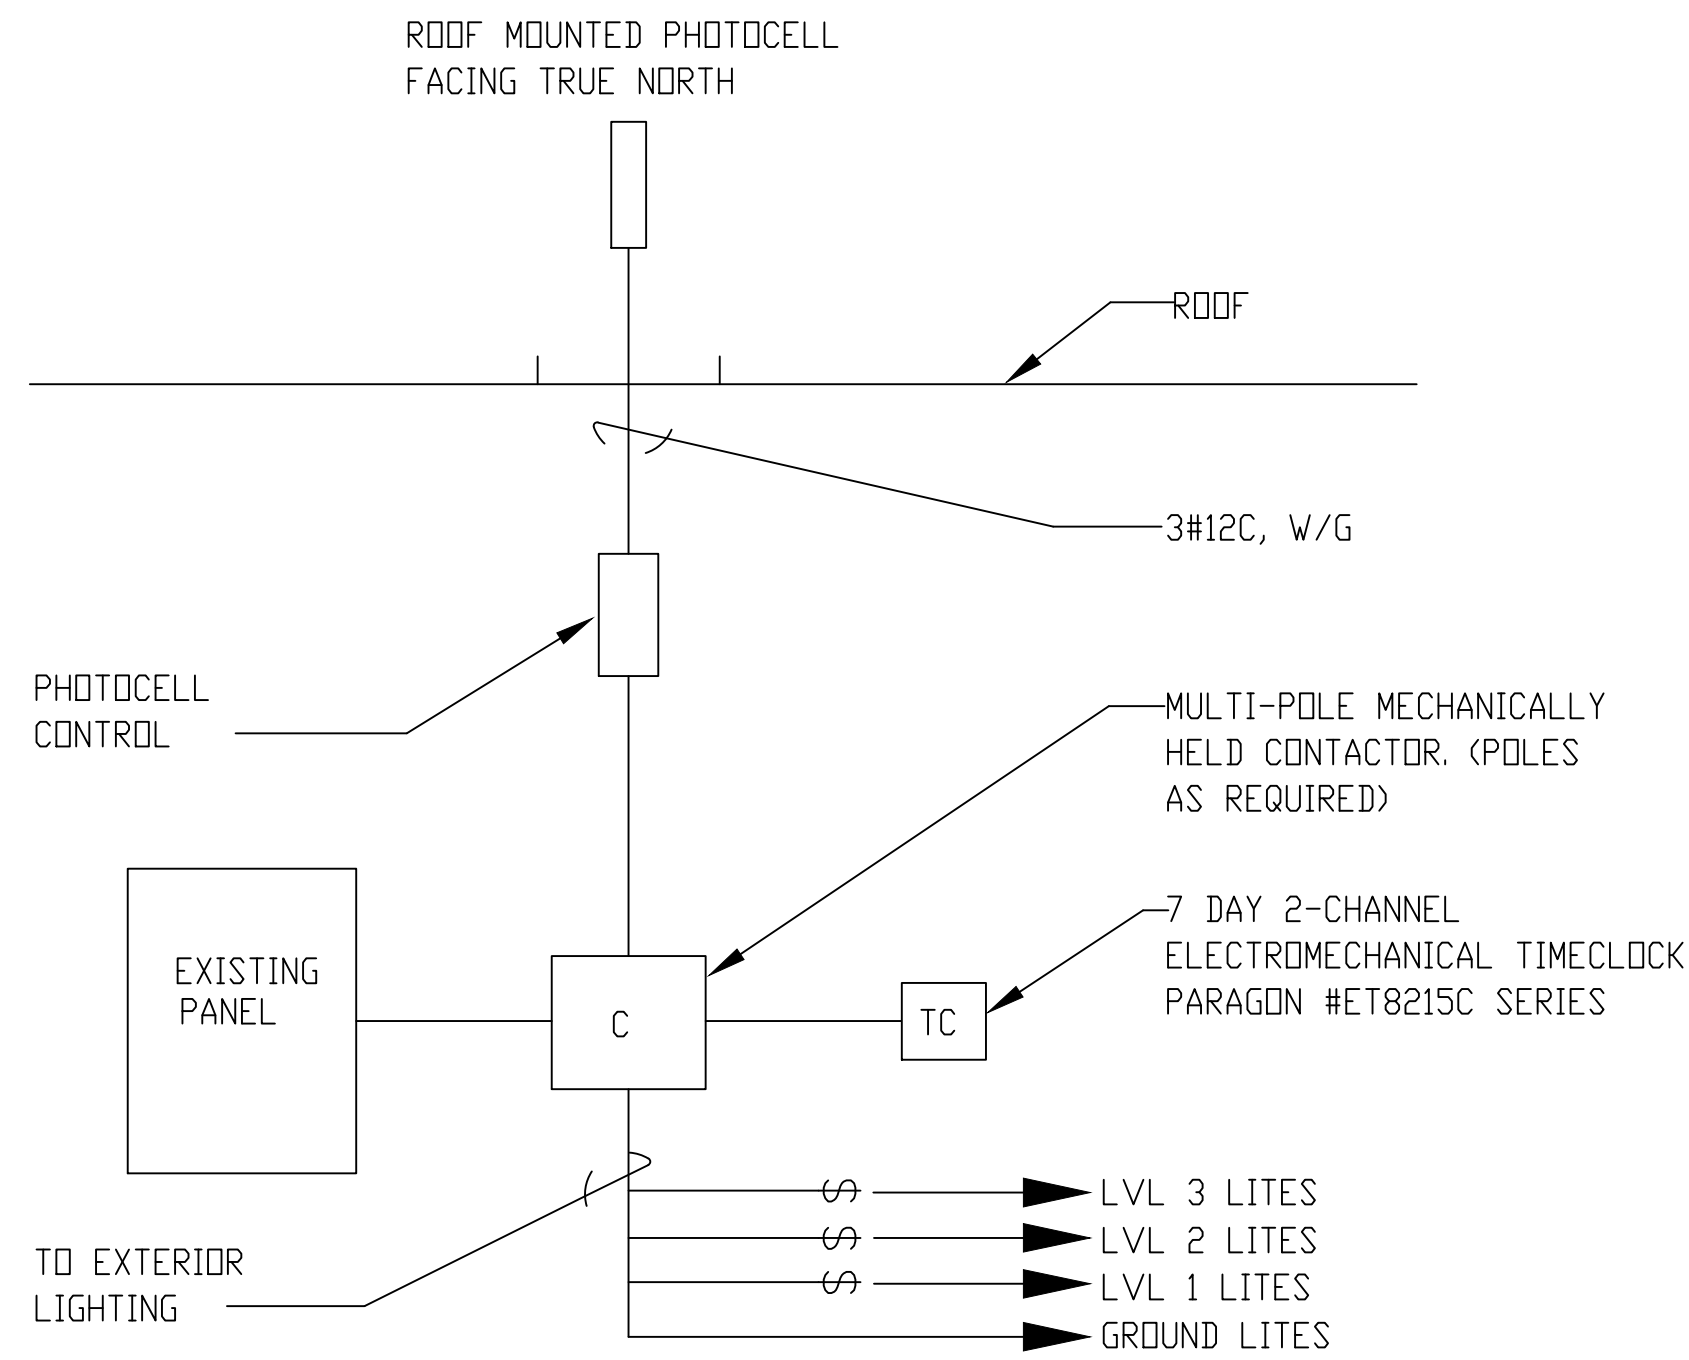 ROOF MOUNTED PHOTOCELL
FACING TRUE NORTH
ROOF
3#12C, W/G
PHOTOCELL
CONTROL
MULTI-POLE MECHANICALLY
HELD CONTACTOR. (POLES
AS REQUIRED)
7 DAY 2-CHANNEL
ELECTROMECHANICAL TIMECLOCK
PARAGON #ET8215C SERIES
EXISTING
PANEL
C
TC
S LVL 3 LITES
S LVL 2 LITES
S LVL 1 LITES
GROUND LITES
TO EXTERIOR
LIGHTING